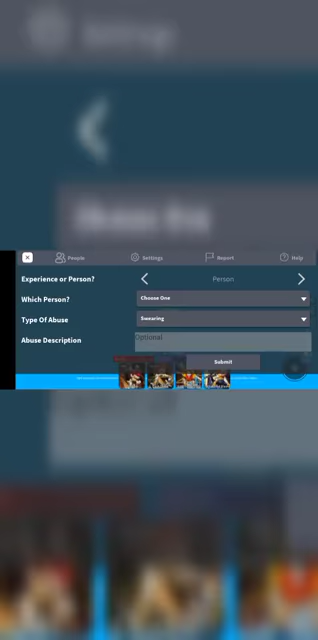 People Settings Report Help
Experience or Person? Person
Which Person? Choose One
Type Of Abuse Swearing
Abuse Description Optional
Submit